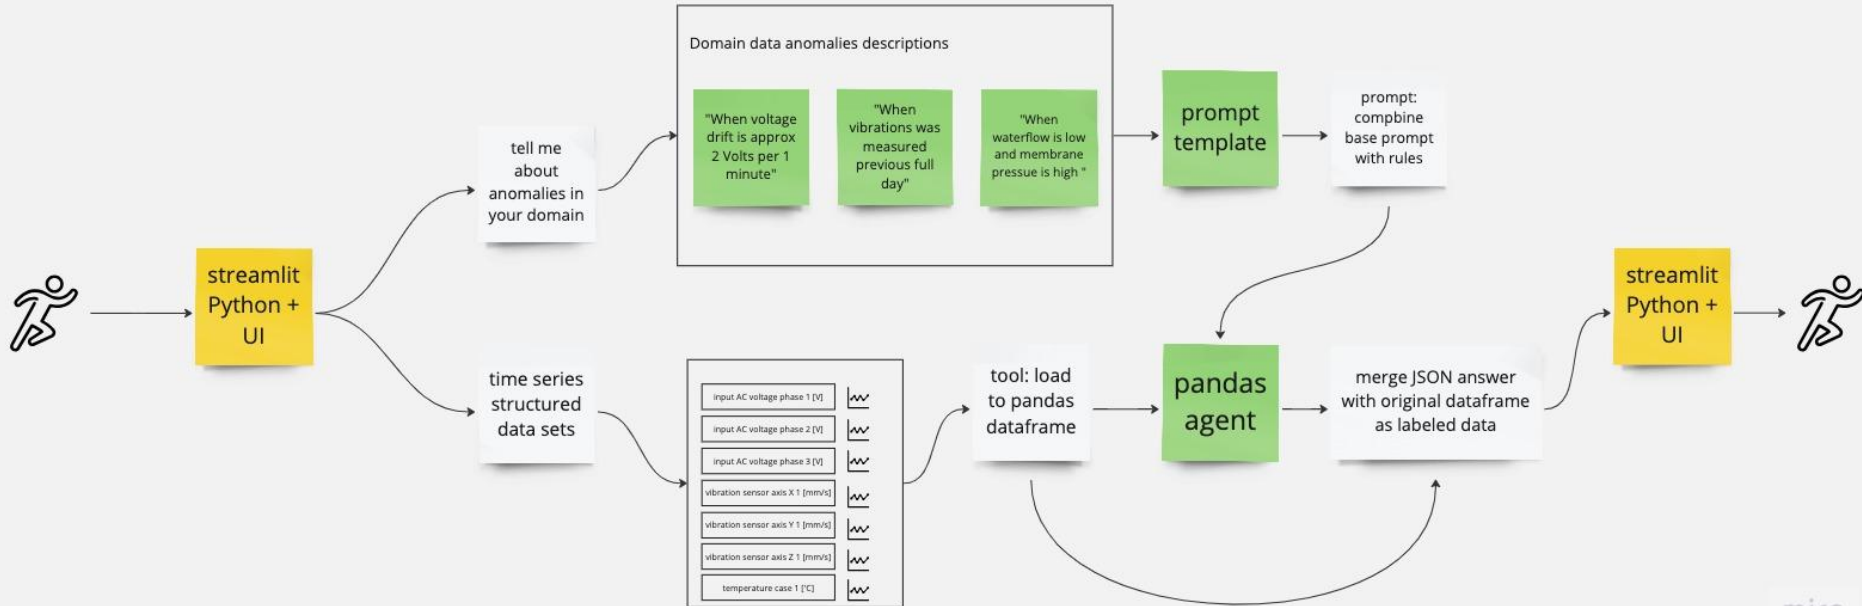 Domain data anomalies descriptions
"When voltage
drift is approx
2 Volts per 1
minute"
"When
vibrations was
measured
previous full
day"
"When
waterflow is low
and membrane
pressue is high "
prompt
template
prompt:
compbine
base prompt
with rules
tell me
about
anomalies in
your domain
streamlit
Python +
UI
time series
structured
data sets
input AC voltage phase 1 [V]
input AC voltage phase 2 [V]
input AC voltage phase 3 [V]
vibration sensor axis X 1 [mm/s]
vibration sensor axis Y 1 [mm/s]
vibration sensor axis Z 1 [mm/s]
temperature case 1 [°C]
tool: load
to pandas
dataframe
pandas
agent
merge JSON answer
with original dataframe
as labeled data
streamlit
Python +
UI
miro